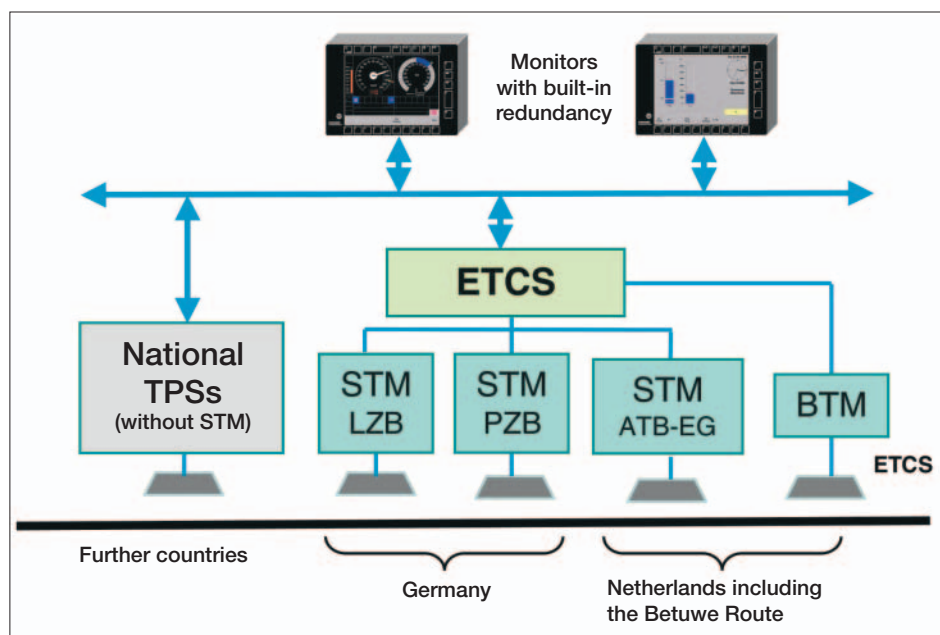 Monitors
with built-in
redundancy
ETCS
National
TPSs
(without STM)
STM
LZB
STM
PZB
STM
ATB-EG
BTM
ETCS
Further countries
Germany
Netherlands including
the Betuwe Route